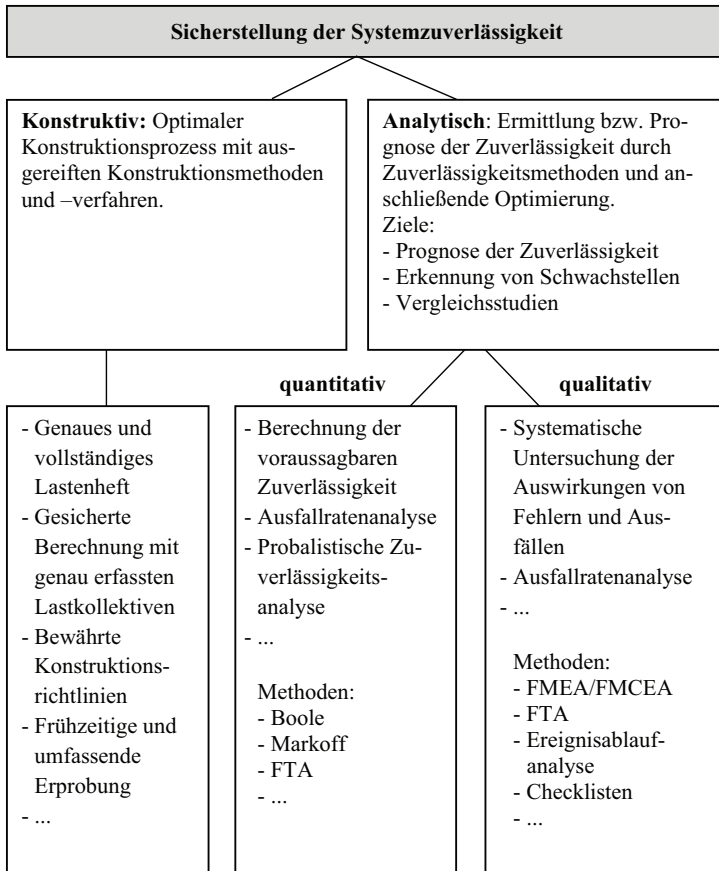 Sicherstellung der Systemzuverlässigkeit
Konstruktiv: Optimaler
Konstruktionsprozess mit aus-
gereiften Konstruktionsmethoden
und –verfahren.
Analytisch: Ermittlung bzw. Pro-
gnose der Zuverlässigkeit durch
Zuverlässigkeitsmethoden und an-
schließende Optimierung.
Ziele:
- Prognose der Zuverlässigkeit
- Erkennung von Schwachstellen
- Vergleichsstudien
- Genaues und
vollständiges
Lastenheft
- Gesicherte
Berechnung mit
genau erfassten
Lastkollektiven
- Bewährte
Konstruktions-
richtlinien
- Frühzeitige und
umfassende
Erprobung
- ...
quantitativ
- Berechnung der
voraussagbaren
Zuverlässigkeit
- Ausfallratenanalyse
- Probalistische Zu-
verlässigkeits-
analyse
- ...
Methoden:
- Boole
- Markoff
- FTA
- ...
qualitativ
- Systematische
Untersuchung der
Auswirkungen von
Fehlern und Aus-
fällen
- Ausfallratenanalyse
- ...
Methoden:
- FMEA/FMCEA
- FTA
- Ereignisablauf-
analyse
- Checklisten
- ...